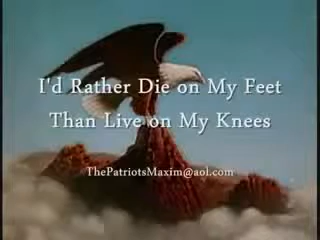 I'd Rather Die on My Feet
Than Live on My Knees
ThePatriotsMaxim@aol.com